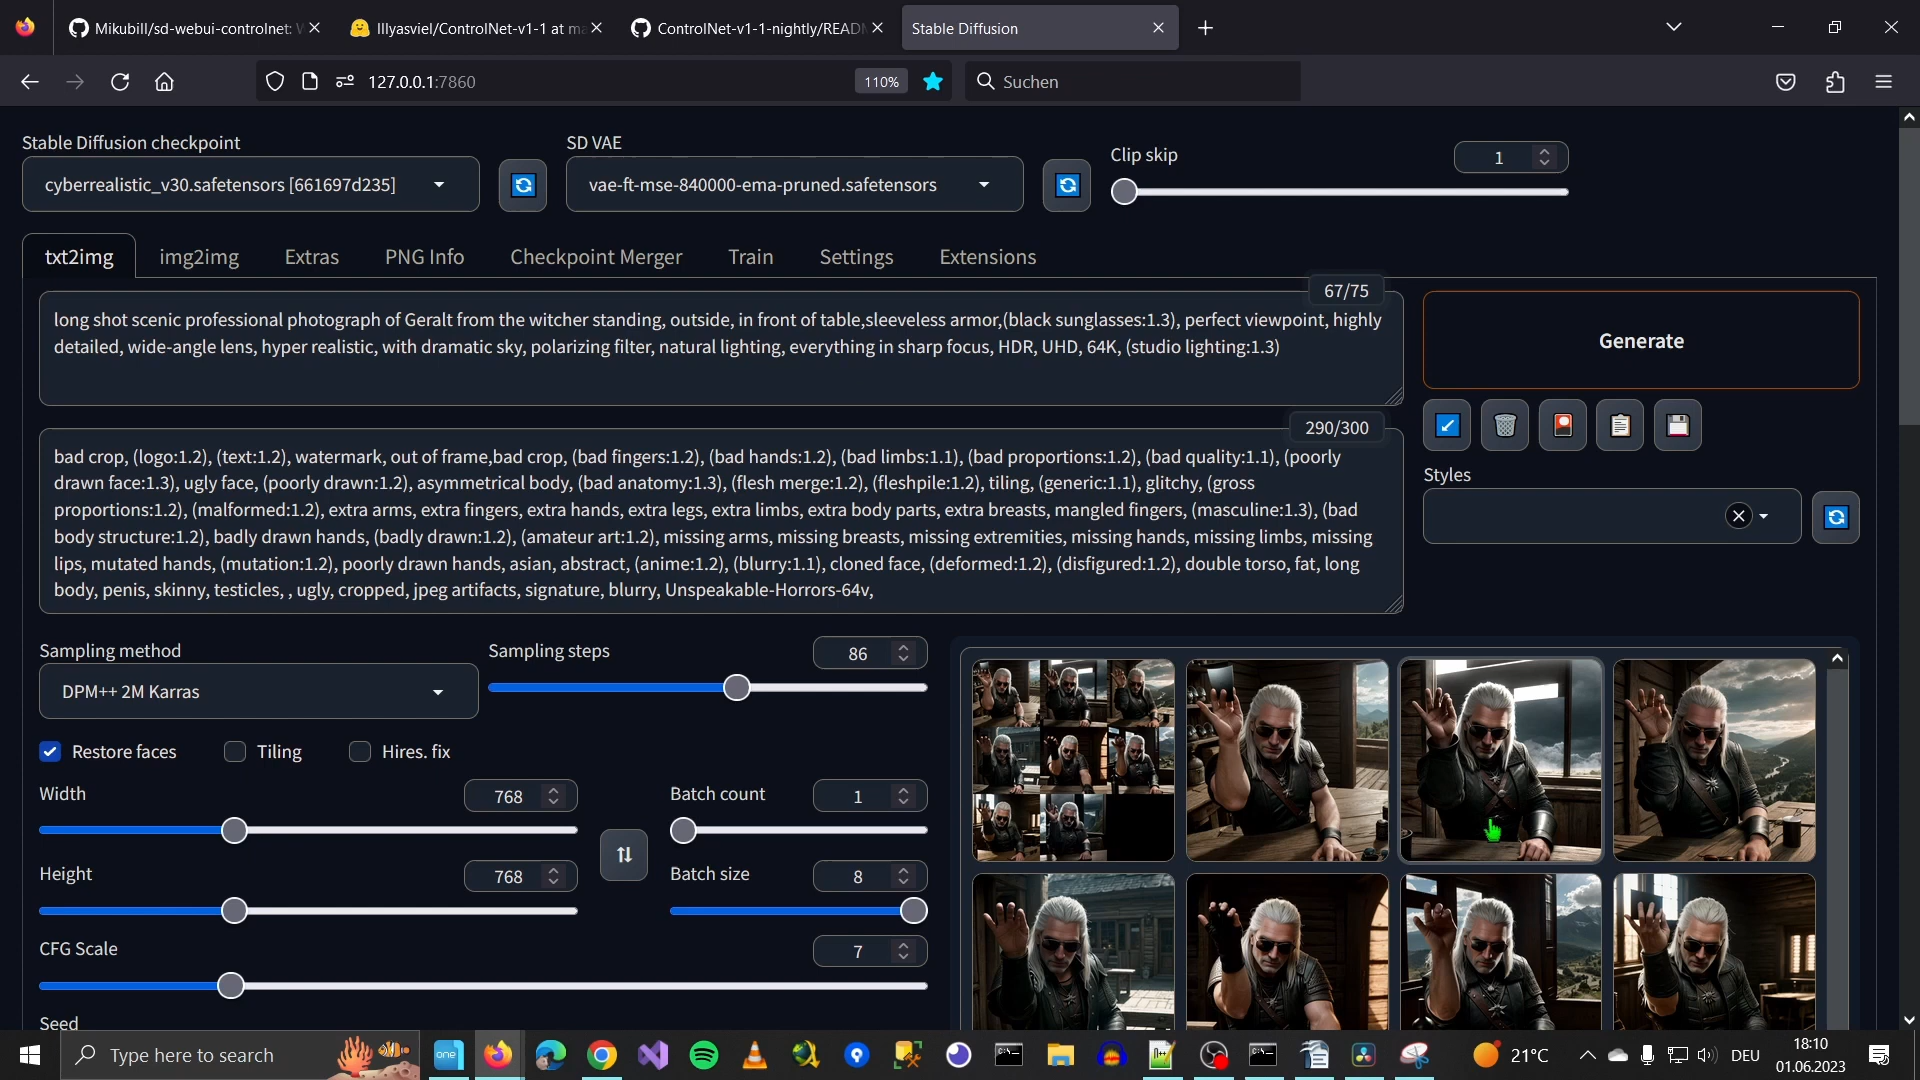 Mikubill/sd-webui-controlnet: W
lllyasviel/ControlNet-v1-1 at ma
ControlNet-v1-1-nightly/READM
Stable Diffusion
127.0.0.1:7860
110%
Suchen
Stable Diffusion checkpoint
SD VAE
Clip skip
1
cyberrealistic_v30.safetensors [661697d235]
vae-ft-mse-840000-ema-pruned.safetensors
txt2img
img2img
Extras
PNG Info
Checkpoint Merger
Train
Settings
Extensions
67/75
long shot scenic professional photograph of Geralt from the witcher standing, outside, in front of table,sleeveless armor,(black sunglasses:1.3), perfect viewpoint, highly
detailed, wide-angle lens, hyper realistic, with dramatic sky, polarizing filter, natural lighting, everything in sharp focus, HDR, UHD, 64K, (studio lighting:1.3)
Generate
290/300
bad crop, (logo:1.2), (text:1.2), watermark, out of frame,bad crop, (bad fingers:1.2), (bad hands:1.2), (bad limbs:1.1), (bad proportions:1.2), (bad quality:1.1), (poorly
drawn face:1.3), ugly face, (poorly drawn:1.2), asymmetrical body, (bad anatomy:1.3), (flesh merge:1.2), (fleshpile:1.2), tiling, (generic:1.1), glitchy, (gross
proportions:1.2), (malformed:1.2), extra arms, extra fingers, extra hands, extra legs, extra limbs, extra body parts, extra breasts, mangled fingers, (masculine:1.3), (bad
body structure:1.2), badly drawn hands, (badly drawn:1.2), (amateur art:1.2), missing arms, missing breasts, missing extremities, missing hands, missing limbs, missing
lips, mutated hands, (mutation:1.2), poorly drawn hands, asian, abstract, (anime:1.2), (blurry:1.1), cloned face, (deformed:1.2), (disfigured:1.2), double torso, fat, long
body, penis, skinny, testicles, , ugly, cropped, jpeg artifacts, signature, blurry, Unspeakable-Horrors-64v,
Styles
Sampling method
Sampling steps
86
DPM++ 2M Karras
Restore faces
Tiling
Hires. fix
Width
768
Batch count
1
Height
768
Batch size
8
CFG Scale
7
Seed
Type here to search
one
21°C
DEU
18:10
01.06.2023